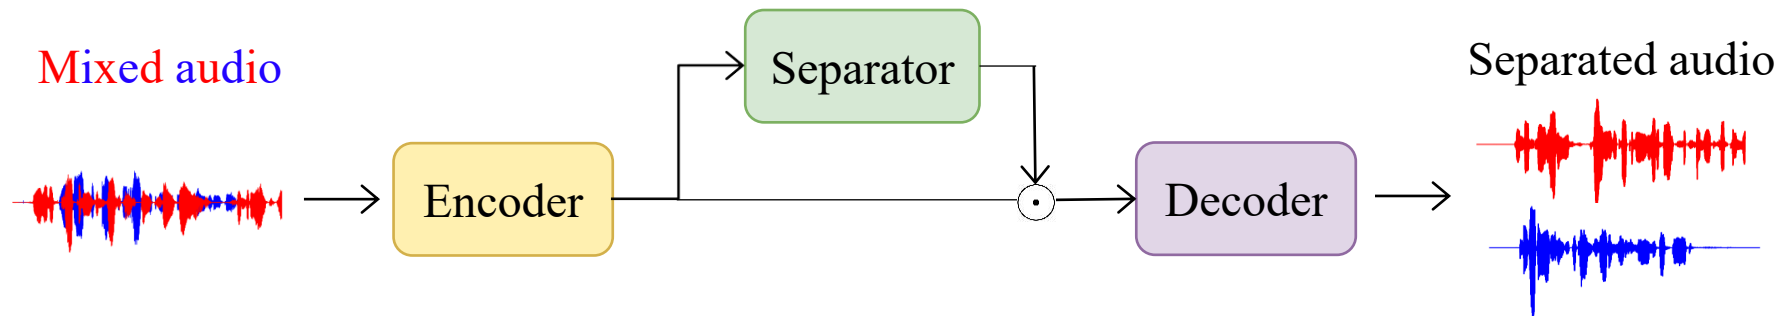 Mixed audio
Encoder
Separator
Decoder
Separated audio